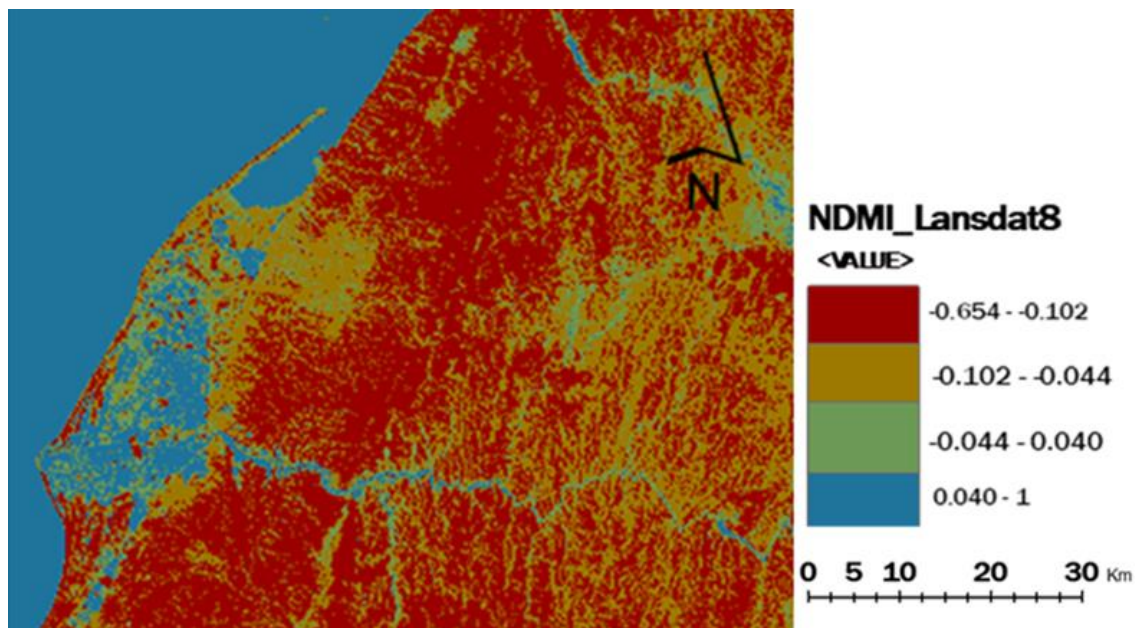 N
NDMI_Lansdat8
<VALUE>
-0.654 - -0.102
-0.102 - -0.044
-0.044 - 0.040
0.040 - 1
0 5 10 20 30 Km